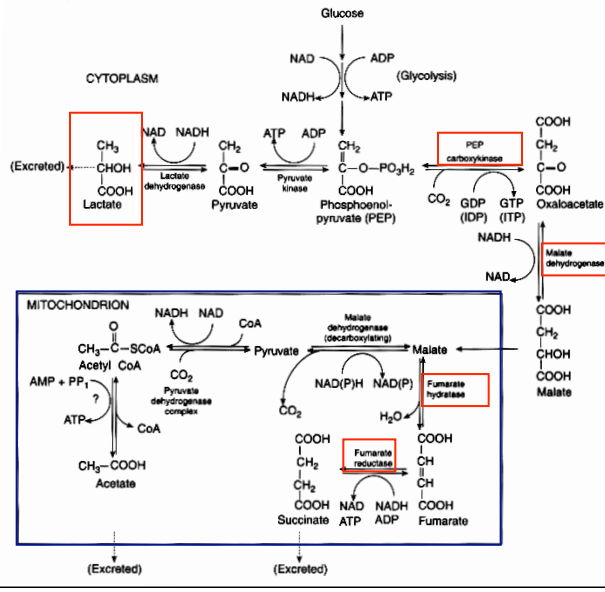 Glucose
NAD ADP
(Glycolysis)
NADH ATP
CYTOPLASM
CH₃
CHOH
COOH
Lactate
(Excreted)
NAD NADH
Lactate
dehydrogenase
CH₂
C=O
COOH
Pyruvate
ATP ADP
Pyruvate
kinase
CH₂
C-O-PO₃H₂
COOH
Phosphoenol-
pyruvate (PEP)
PEP
carboxykinase
CO₂ GDP GTP
(IDP) (ITP)
COOH
CH₂
C=O
COOH
Oxaloacetate
NADH
NAD
Malate
dehydrogenase
COOH
CH₂
CHOH
COOH
Malate
MITOCHONDRION
O
CH₃-C-SCoA
Acetyl CoA
NADH NAD
CoA
CO₂
Pyruvate
dehydrogenase
complex
Pyruvate
Malate
dehydrogenase
(decarboxylating)
NAD(P)H NAD(P)
CO₂
Malate
Fumarate
hydratase
H₂O
AMP + PP₁
?
ATP
CoA
CH₃-COOH
Acetate
COOH
CH₂
CH₂
COOH
Succinate
Fumarate
reductase
NAD NADH
ATP ADP
COOH
CH
CH
COOH
Fumarate
(Excreted)
(Excreted)